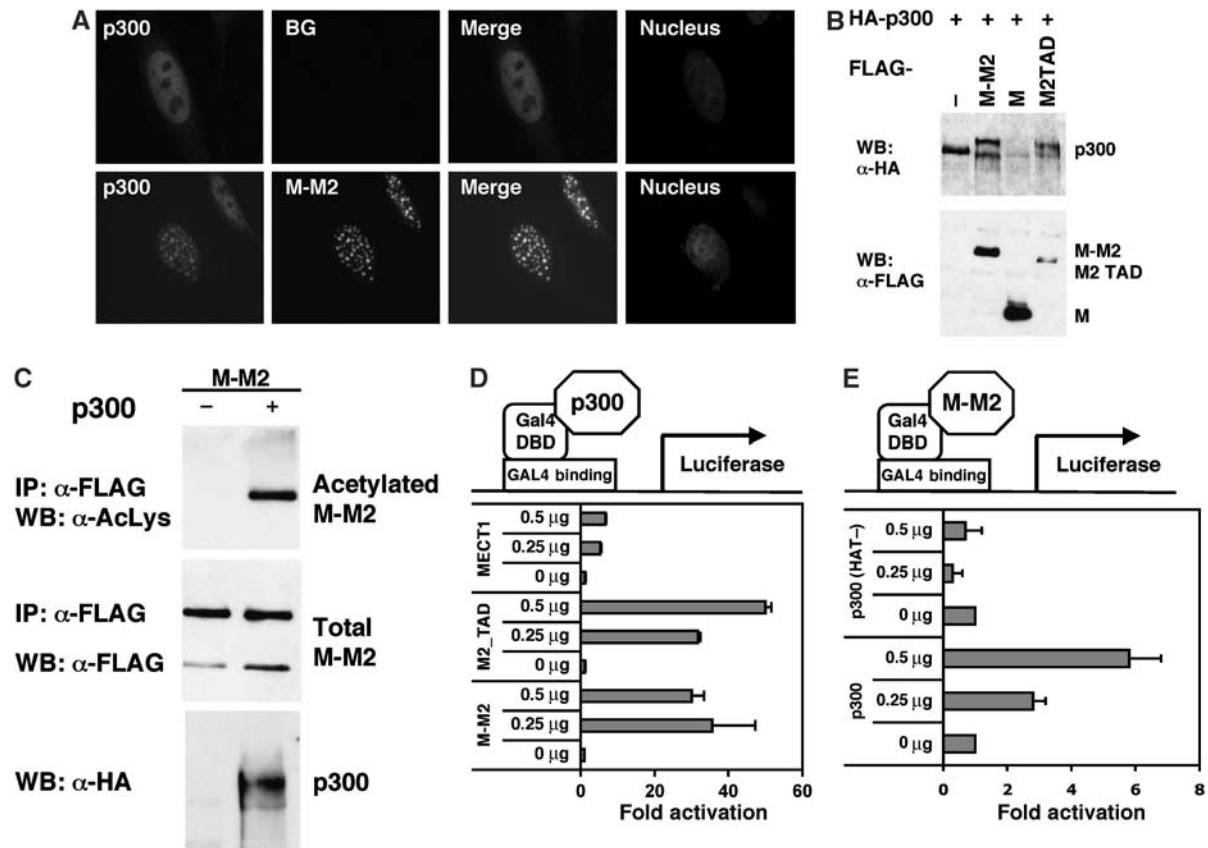 A
p300
BG
Merge
Nucleus
p300
M-M2
Merge
Nucleus
B
HA-p300 + + + +
FLAG-
–
M-M2
M
M2TAD
WB:
α-HA
p300
WB:
α-FLAG
M-M2
M2 TAD
M
C
M-M2
p300 – +
IP: α-FLAG
WB: α-AcLys
Acetylated
M-M2
IP: α-FLAG
WB: α-FLAG
Total
M-M2
WB: α-HA
p300
D
Gal4
DBD
p300
GAL4 binding
Luciferase
MECT1
0.5 µg
0.25 µg
0 µg
M2_TAD
0.5 µg
0.25 µg
0 µg
M-M2
0.5 µg
0.25 µg
0 µg
0 20 40 60
Fold activation
E
Gal4
DBD
M-M2
GAL4 binding
Luciferase
p300 (HAT–)
0.5 µg
0.25 µg
0 µg
p300
0.5 µg
0.25 µg
0 µg
0 2 4 6 8
Fold activation